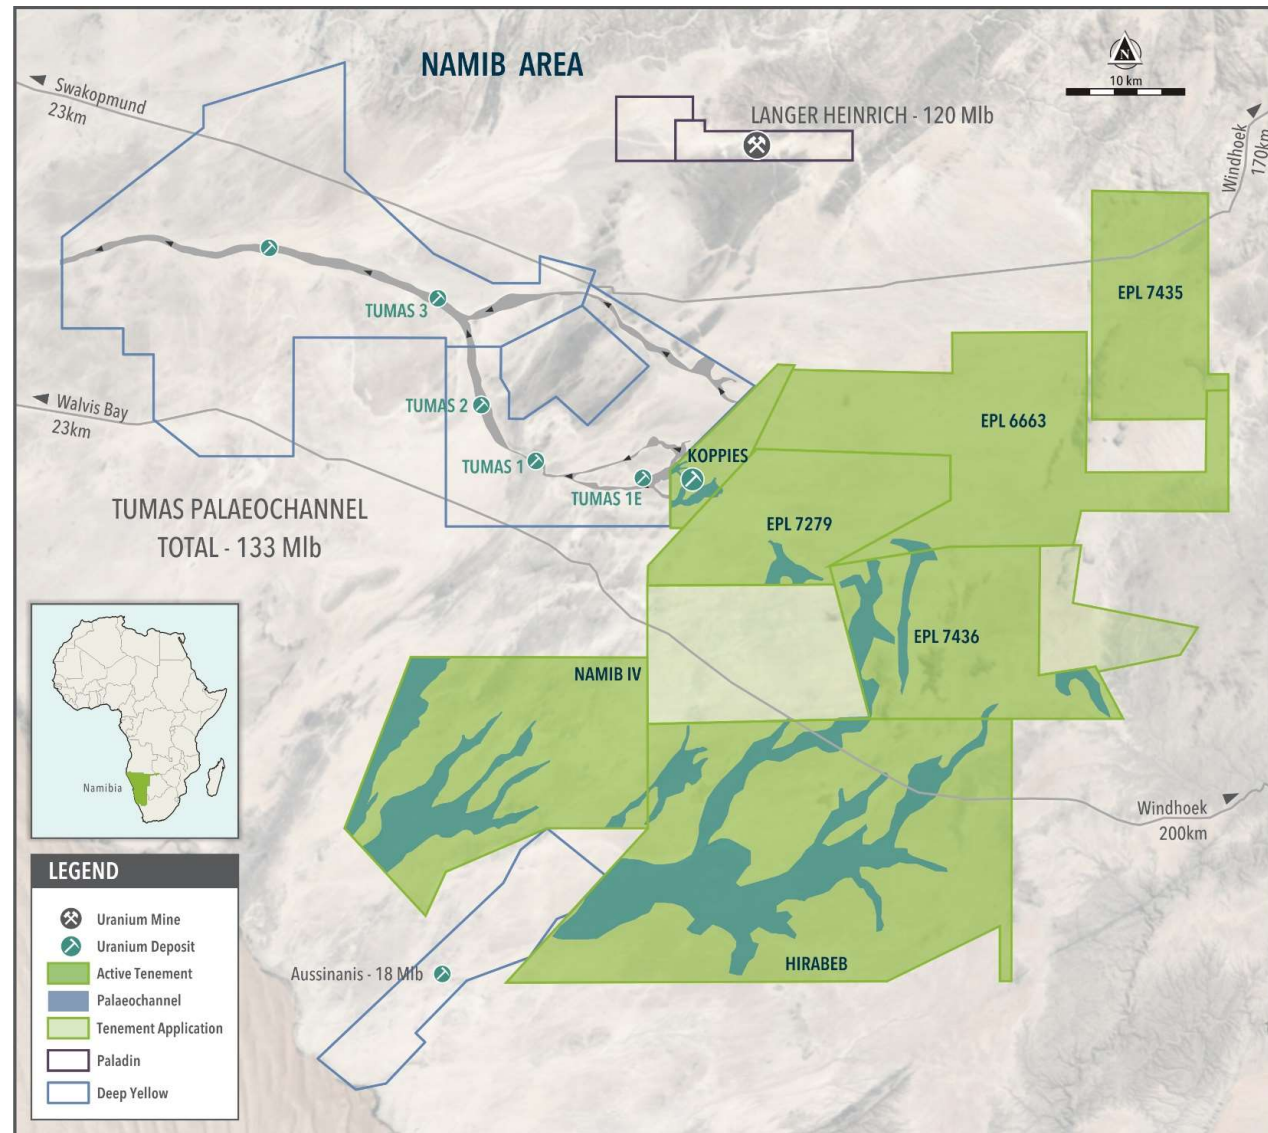 NAMIB AREA
N
10 km
Swakopmund
23km
LANGER HEINRICH - 120 Mlb
Windhoek
170km
EPL 7435
TUMAS 3
EPL 6663
Walvis Bay
23km
TUMAS 2
TUMAS 1
KOPPIES
TUMAS 1E
TUMAS PALAEOCHANNEL
TOTAL - 133 Mlb
EPL 7279
EPL 7436
NAMIB IV
Namibia
Windhoek
200km
LEGEND
Uranium Mine
Uranium Deposit
Active Tenement
Palaeochannel
Tenement Application
Paladin
Deep Yellow
Aussinanis - 18 Mlb
HIRABEB